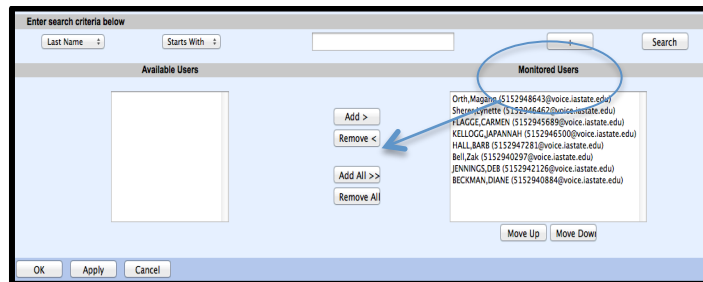 Enter search criteria below
Last Name Starts With + Search
Available Users Monitored Users
Orth,Magann (5152948643@voice.iastate.edu)
Sherer,Lynette (5152946462@voice.iastate.edu)
FLAGGE,CARMEN (5152945689@voice.iastate.edu)
KELLOGG,JAPANNAH (5152946500@voice.iastate.edu)
HALL,BARB (5152947281@voice.iastate.edu)
Bell,Zak (5152940297@voice.iastate.edu)
JENNINGS,DEB (5152942126@voice.iastate.edu)
BECKMAN,DIANE (5152940884@voice.iastate.edu)
Add >
Remove <
Add All >>
Remove All
Move Up Move Down
OK Apply Cancel